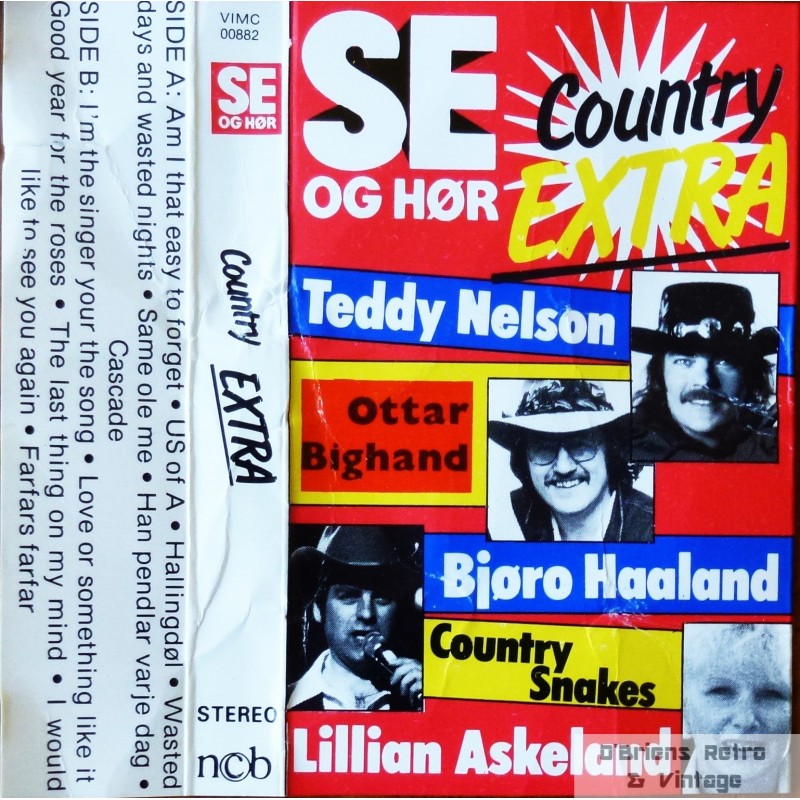 SIDE A: Am I that easy to forget • US of A • Hallingdøl • Wasted
days and wasted nights • Same ole me • Han pendlar varje dag •
Cascade
SIDE B: I'm the singer your the song • Love or something like it
Good year for the roses • The last thing on my mind • I would
like to see you again • Farfars farfar
VIMC
00882
SE
OG HØR
Country EXTRA
STEREO
ncb
SE
OG HØR
Country
EXTRA
Teddy Nelson
Ottar
Bighand
Bjøro Haaland
Country
Snakes
Lillian Askeland
O'Briens Retro
& Vintage